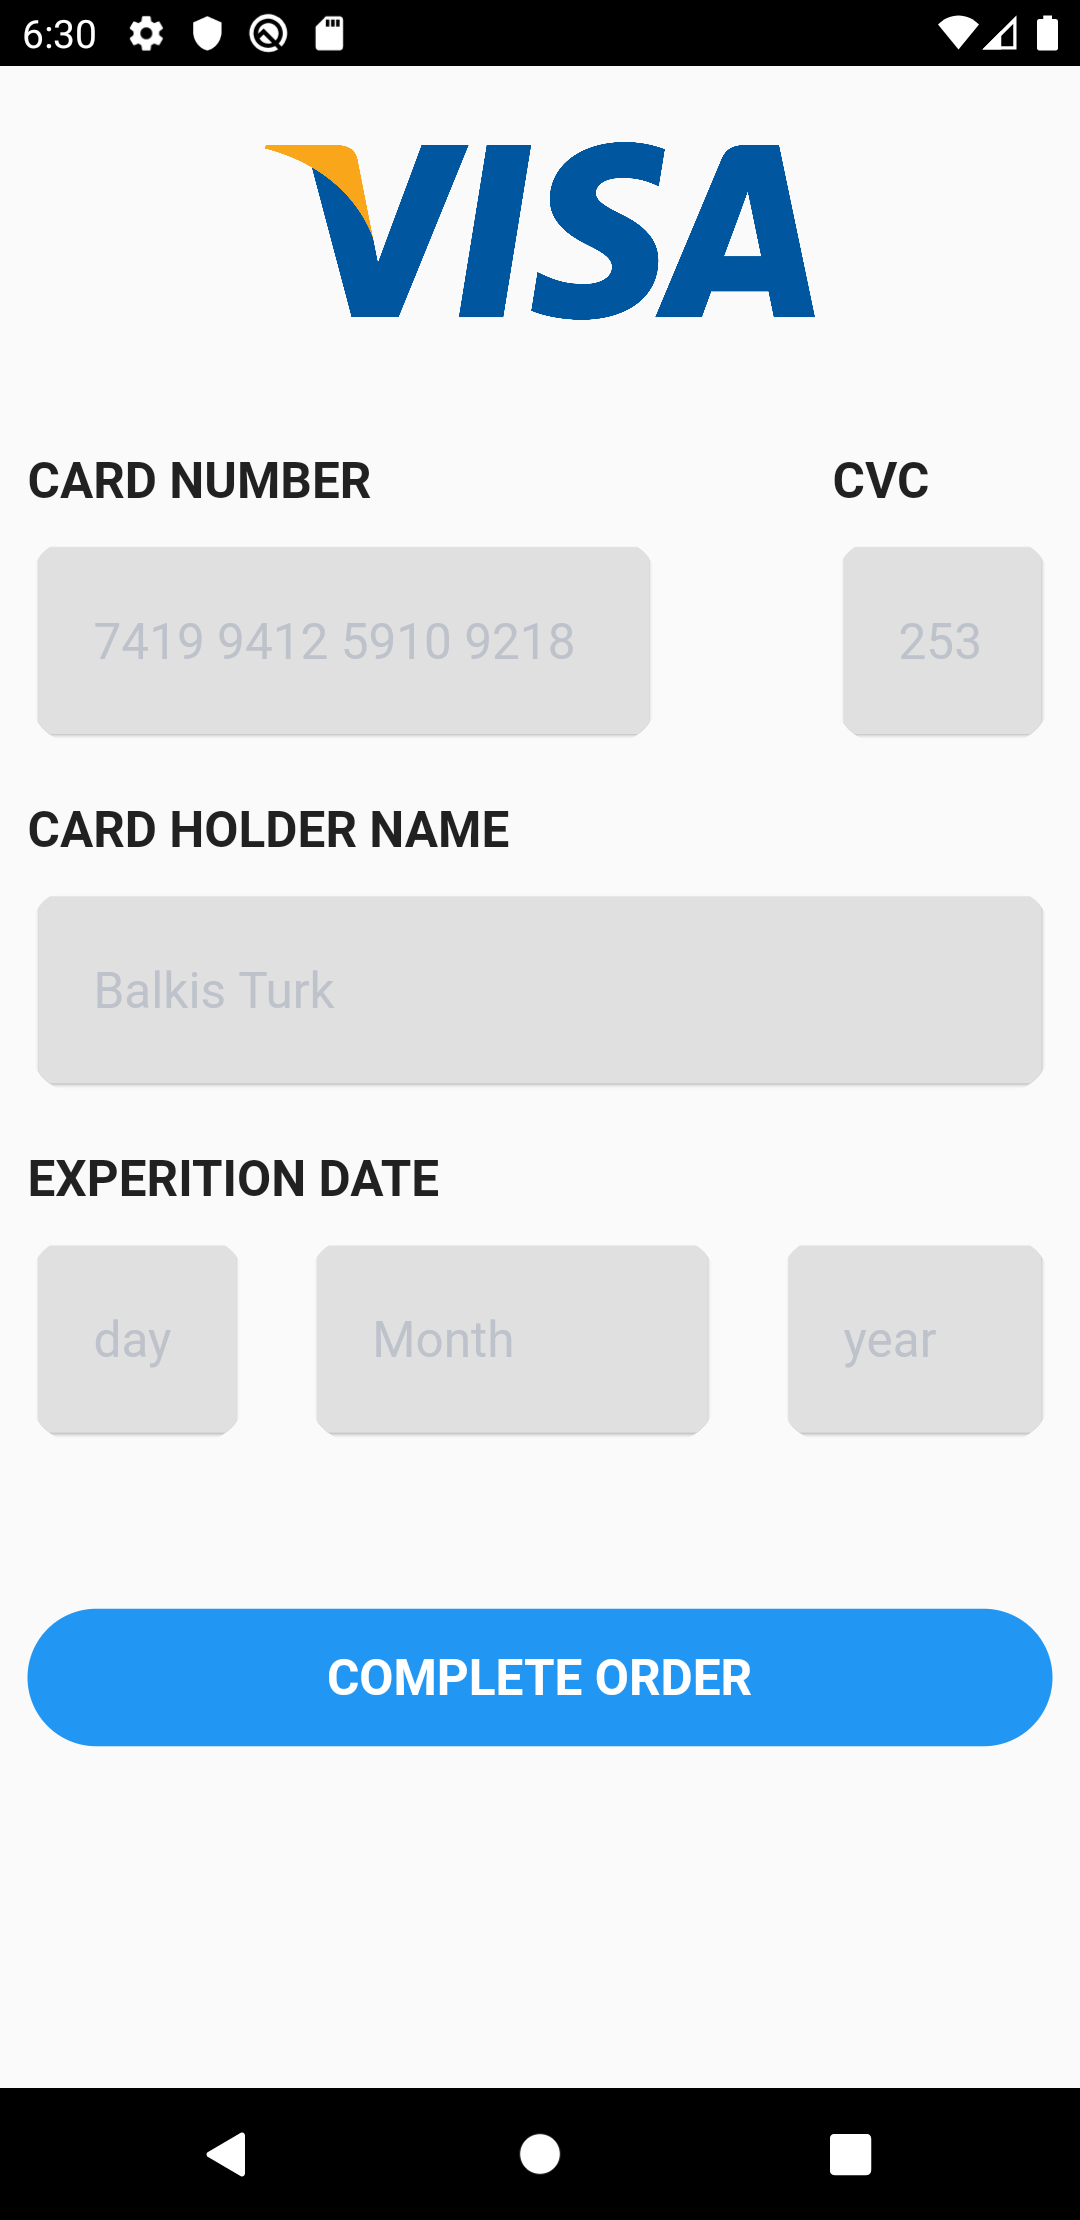 6:30
VISA
CARD NUMBER CVC
7419 9412 5910 9218 253
CARD HOLDER NAME
Balkis Turk
EXPERITION DATE
day Month year
COMPLETE ORDER